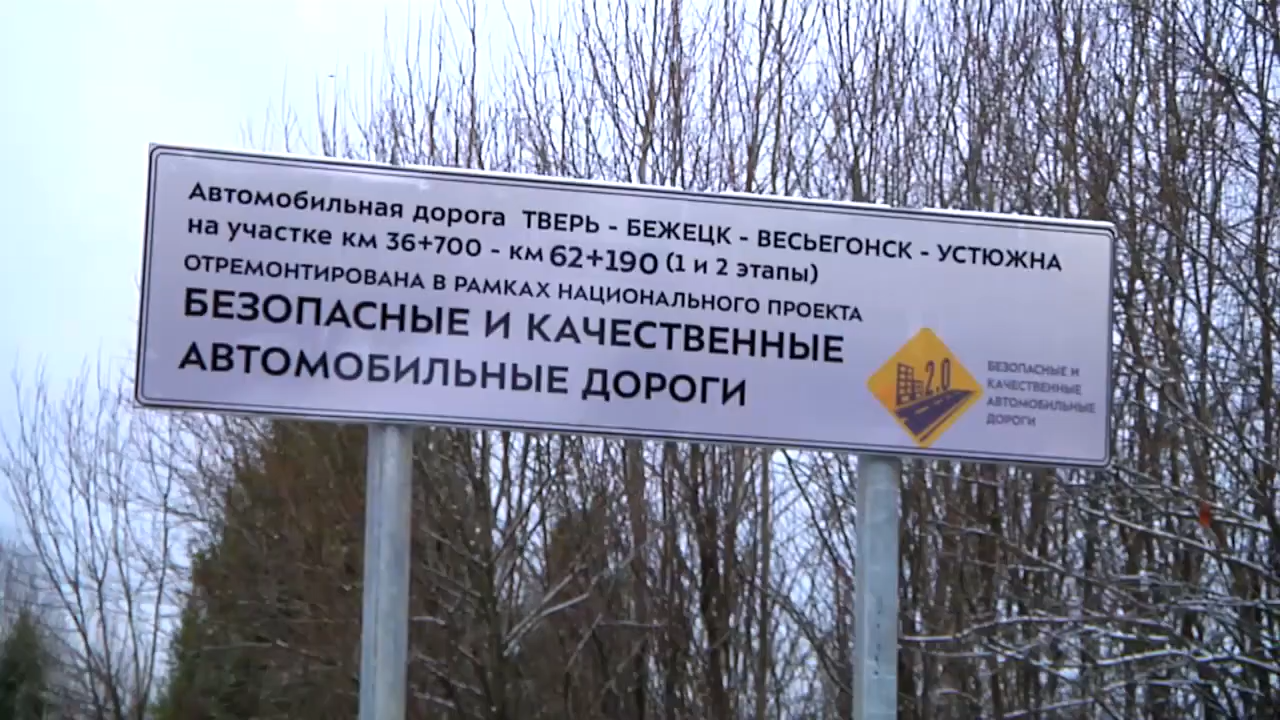 Автомобильная дорога ТВЕРЬ - БЕЖЕЦК - ВЕСЬЕГОНСК - УСТЮЖНА
на участке км 36+700 - км 62+190 (1 и 2 этапы)
ОТРЕМОНТИРОВАНА В РАМКАХ НАЦИОНАЛЬНОГО ПРОЕКТА
БЕЗОПАСНЫЕ И КАЧЕСТВЕННЫЕ
АВТОМОБИЛЬНЫЕ ДОРОГИ
2.0
БЕЗОПАСНЫЕ И
КАЧЕСТВЕННЫЕ
АВТОМОБИЛЬНЫЕ
ДОРОГИ